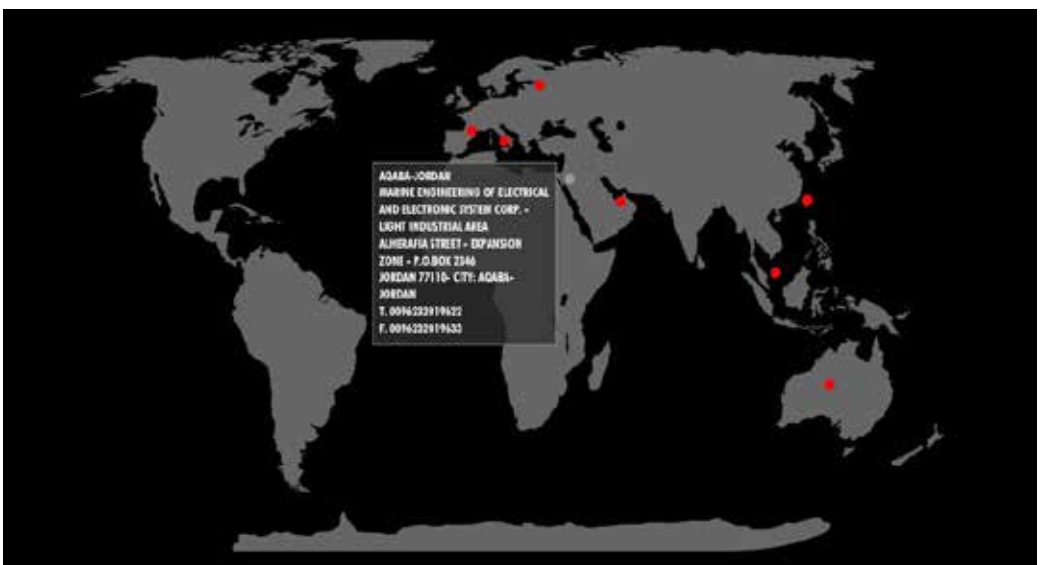 AQABA-JORDAN
MARINE ENGINEERING OF ELECTRICAL
AND ELECTRONIC SYSTEM CORP. -
LIGHT INDUSTRIAL AREA
ALHERAFIA STREET - EXPANSION
ZONE - P.O.BOX 2346
JORDAN 77110- CITY: AQABA-
JORDAN
T. 0096232019622
F. 0096232019633